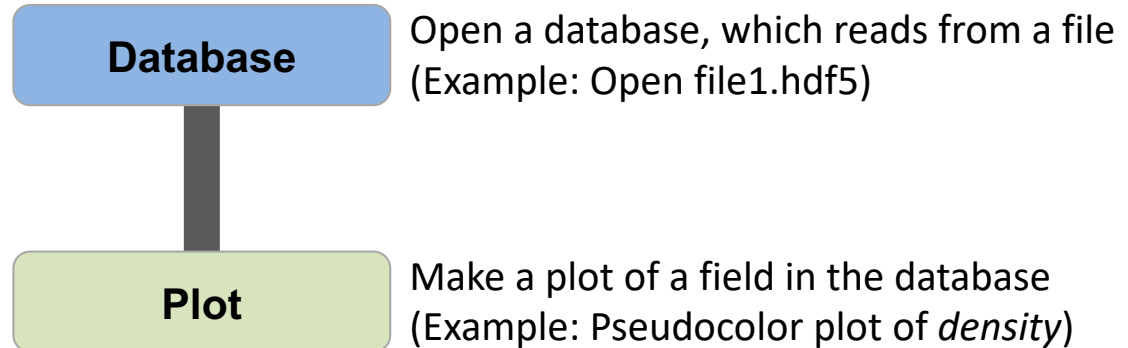 Database
Open a database, which reads from a file
(Example: Open file1.hdf5)
Plot
Make a plot of a field in the database
(Example: Pseudocolor plot of density)